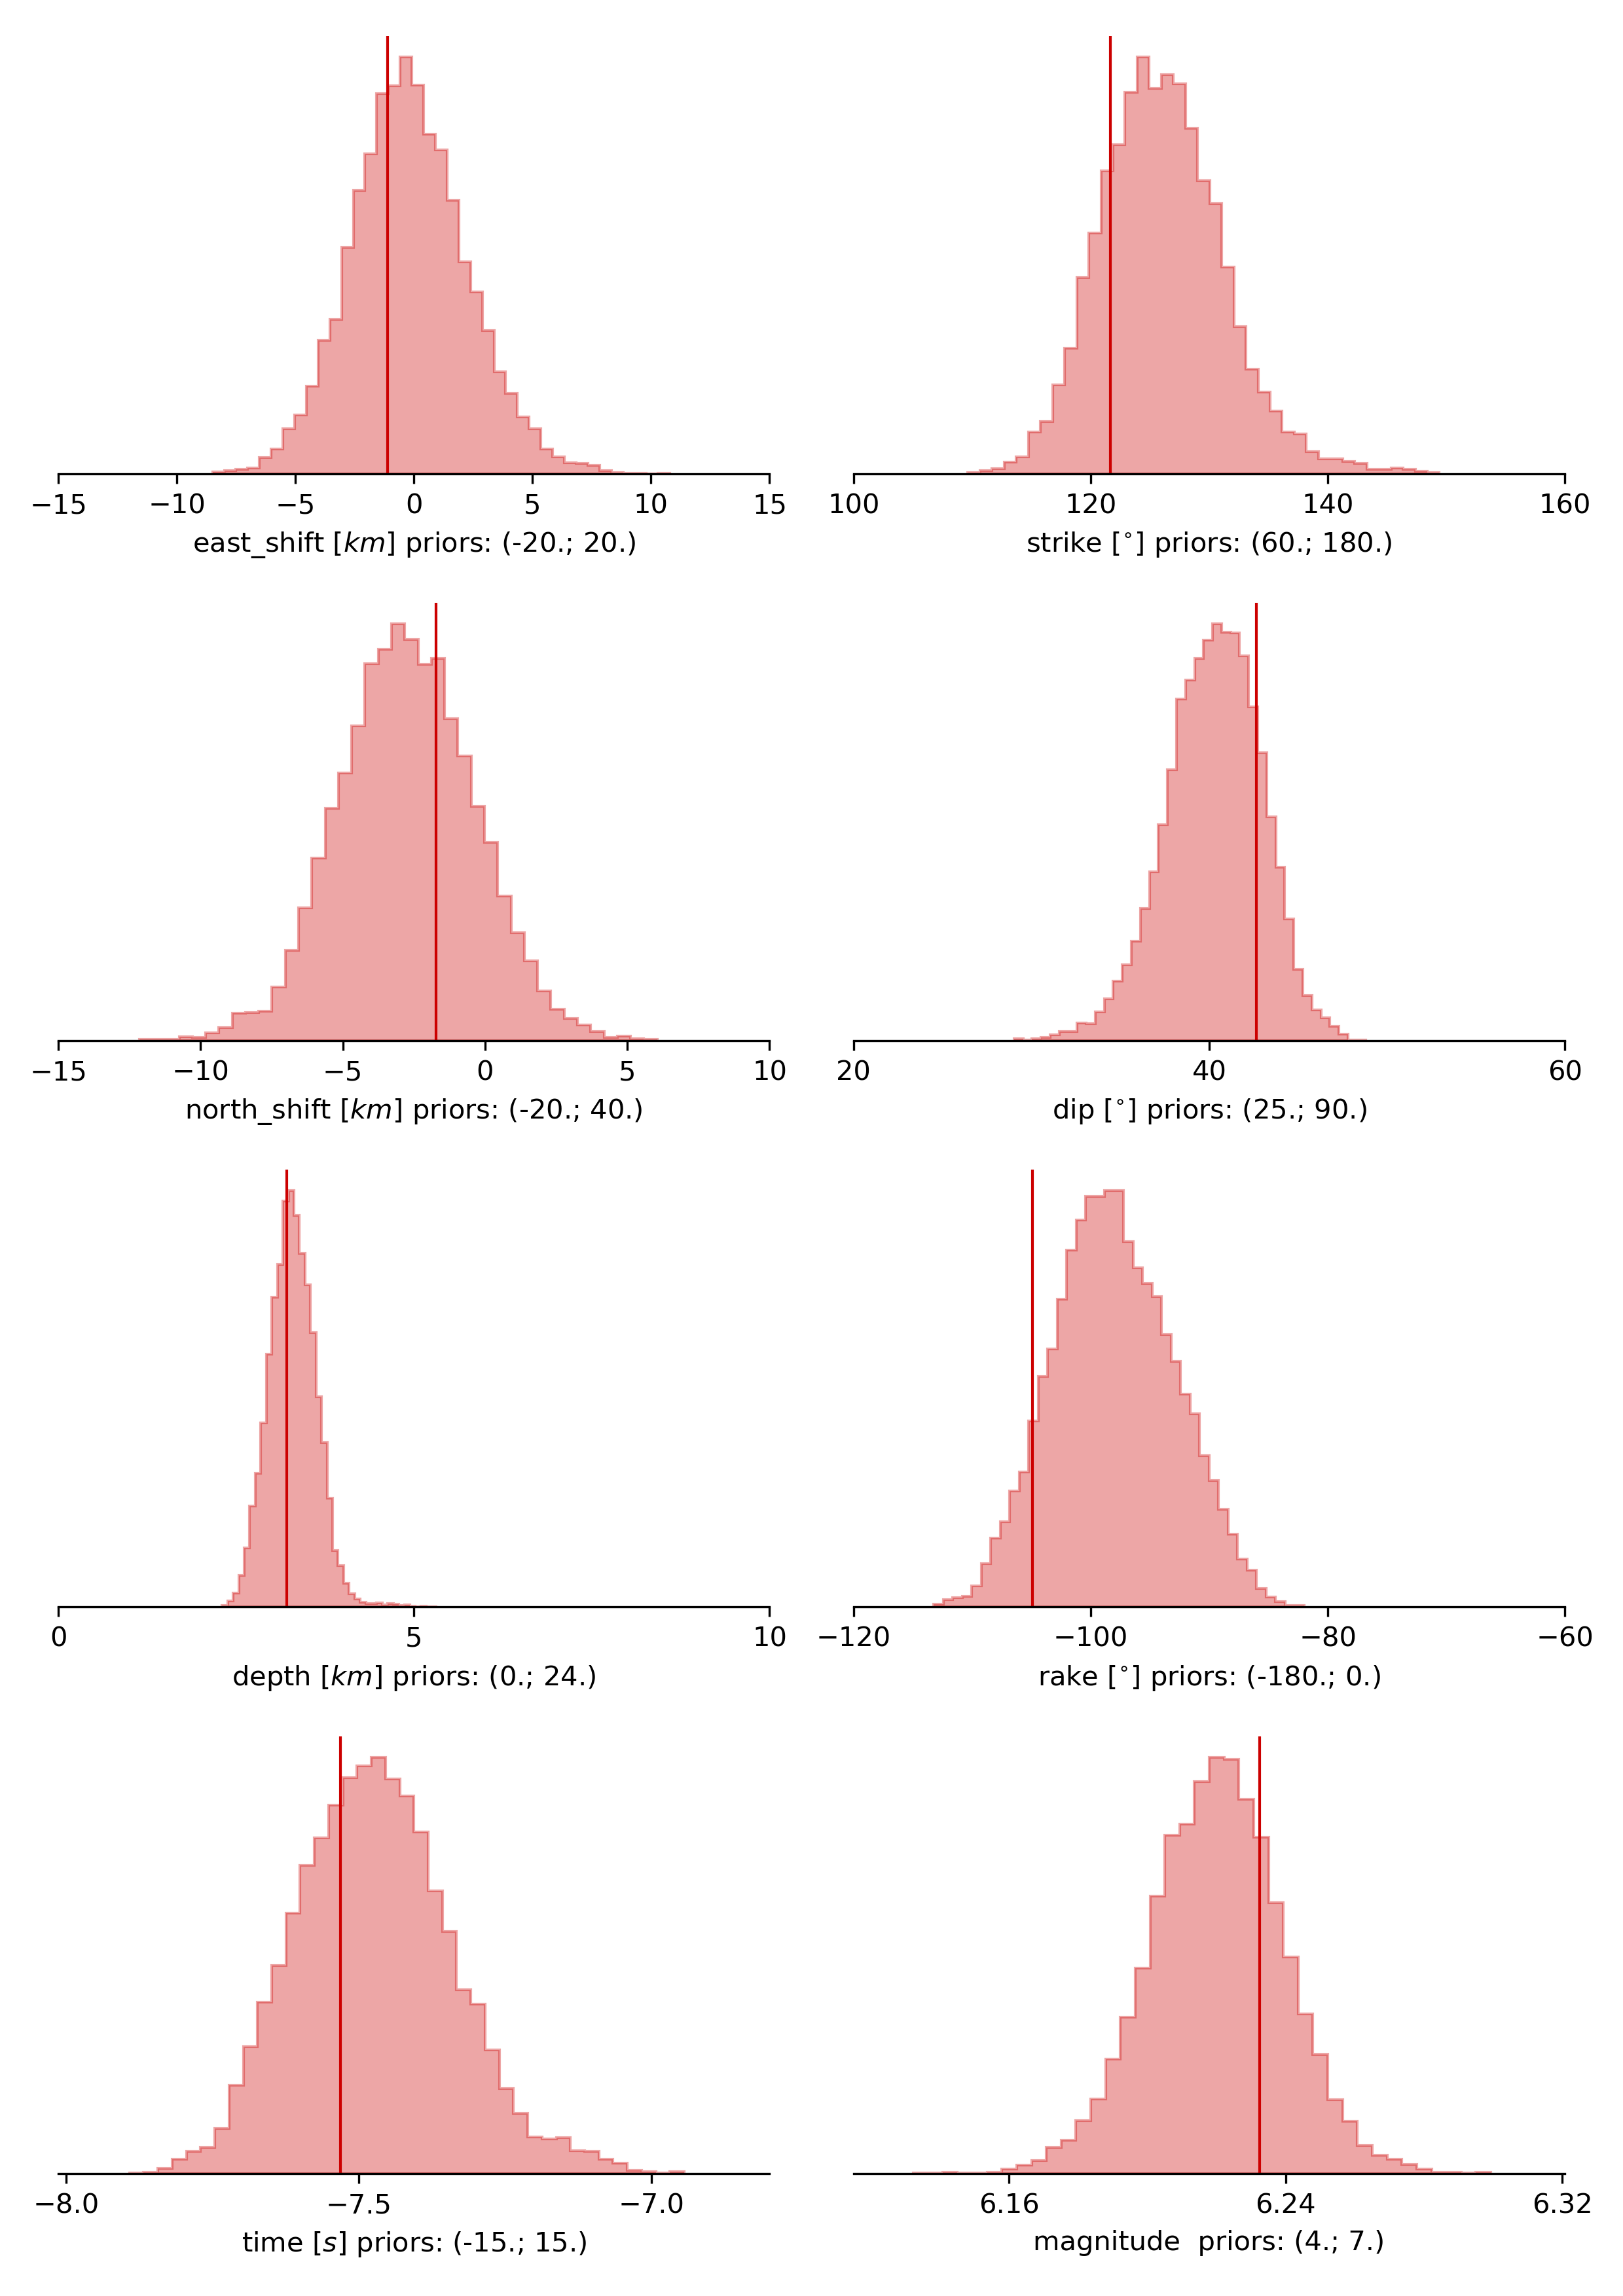 −15 −10 −5 0 5 10 15
east_shift [km] priors: (-20.; 20.)
100 120 140 160
strike [°] priors: (60.; 180.)
−15 −10 −5 0 5 10
north_shift [km] priors: (-20.; 40.)
20 40 60
dip [°] priors: (25.; 90.)
0 5 10
depth [km] priors: (0.; 24.)
−120 −100 −80 −60
rake [°] priors: (-180.; 0.)
−8.0 −7.5 −7.0
time [s] priors: (-15.; 15.)
6.16 6.24 6.32
magnitude  priors: (4.; 7.)